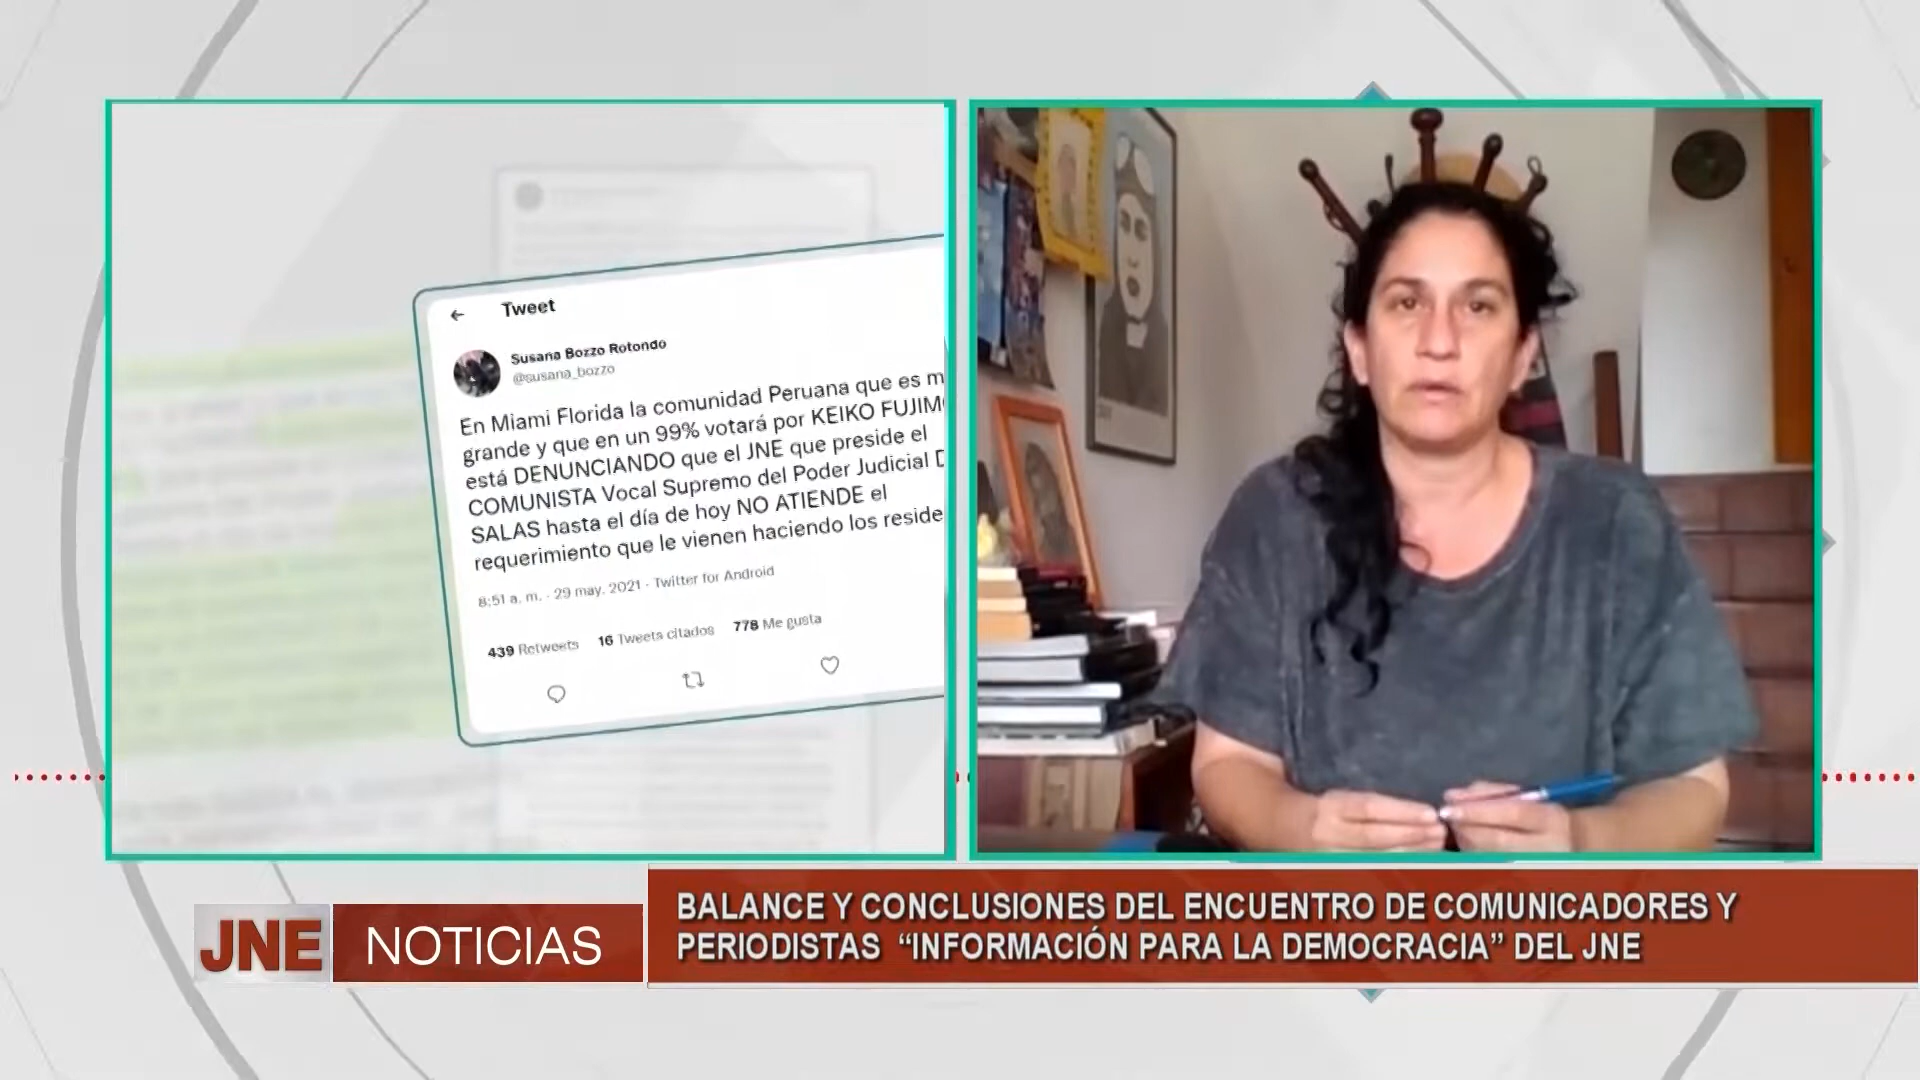 Tweet
Susana Bozzo Rotondo
@susana_bozzo
En Miami Florida la comunidad Peruana que es
grande y que en un 99% votará por KEIKO
está DENUNCIANDO que el JNE que preside el
COMUNISTA Vocal Supremo del Poder Judicial
SALAS hasta el día de hoy NO ATIENDE el
requerimiento que le vienen haciendo los
8:51 a. m. · 29 may. 2021 · Twitter for Android
439 Retweets 16 Tweets citados 778 Me gusta
JNE NOTICIAS
BALANCE Y CONCLUSIONES DEL ENCUENTRO DE COMUNICADORES Y
PERIODISTAS “INFORMACIÓN PARA LA DEMOCRACIA” DEL JNE